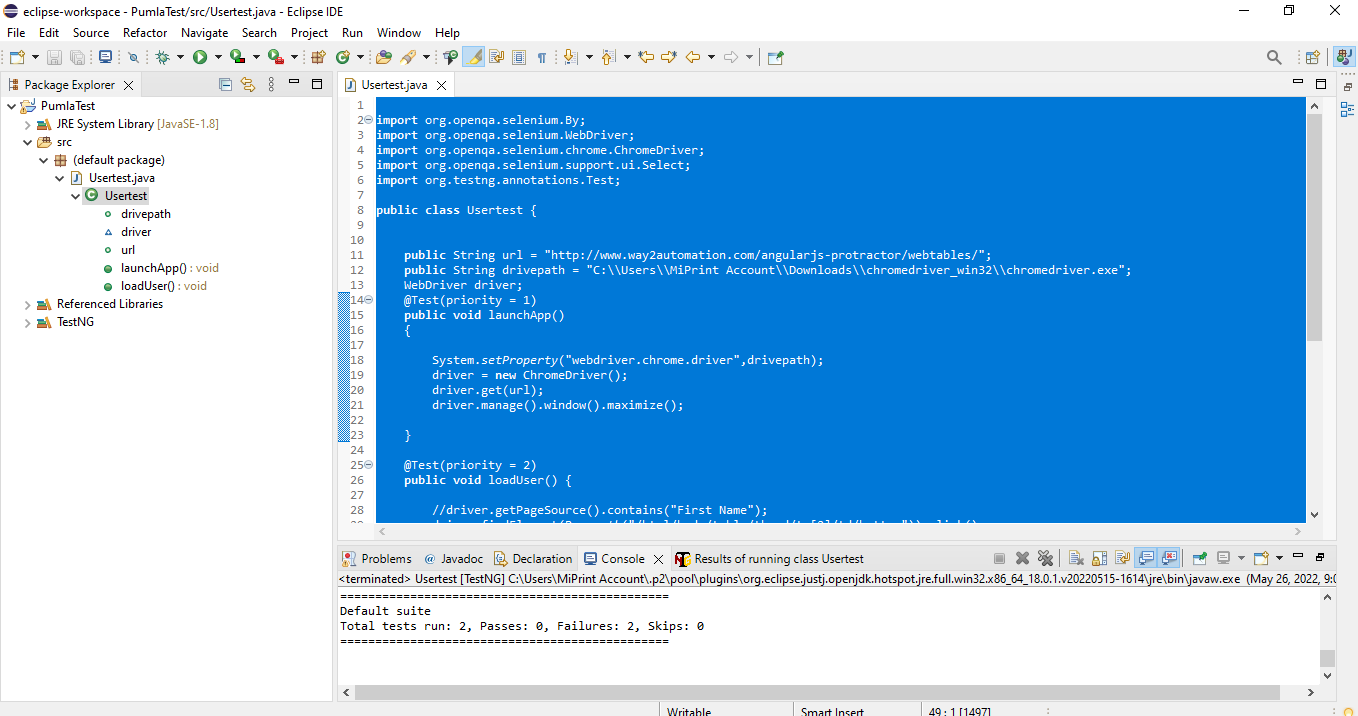 eclipse-workspace - PumlaTest/src/Usertest.java - Eclipse IDE
File Edit Source Refactor Navigate Search Project Run Window Help
Package Explorer
Usertest.java
PumlaTest
JRE System Library [JavaSE-1.8]
src
(default package)
Usertest.java
Usertest
drivepath
driver
url
launchApp() : void
loadUser() : void
Referenced Libraries
TestNG
1
2 import org.openqa.selenium.By;
3 import org.openqa.selenium.WebDriver;
4 import org.openqa.selenium.chrome.ChromeDriver;
5 import org.openqa.selenium.support.ui.Select;
6 import org.testng.annotations.Test;
7
8 public class Usertest {
9
10
11 public String url = "http://www.way2automation.com/angularjs-protractor/webtables/";
12 public String drivepath = "C:\\Users\\MiPrint Account\\Downloads\\chromedriver_win32\\chromedriver.exe";
13 WebDriver driver;
14 @Test(priority = 1)
15 public void launchApp()
16 {
17
18 System.setProperty("webdriver.chrome.driver",drivepath);
19 driver = new ChromeDriver();
20 driver.get(url);
21 driver.manage().window().maximize();
22
23 }
24
25 @Test(priority = 2)
26 public void loadUser() {
27
28 //driver.getPageSource().contains("First Name");
Problems Javadoc Declaration Console Results of running class Usertest
<terminated> Usertest [TestNG] C:\Users\MiPrint Account\.p2\pool\plugins\org.eclipse.justj.openjdk.hotspot.jre.full.win32.x86_64_18.0.1.v20220515-1614\jre\bin\javaw.exe (May 26, 2022, 9:0
===============================================
Default suite
Total tests run: 2, Passes: 0, Failures: 2, Skips: 0
===============================================
Writable Smart Insert 49 : 1 [1497]